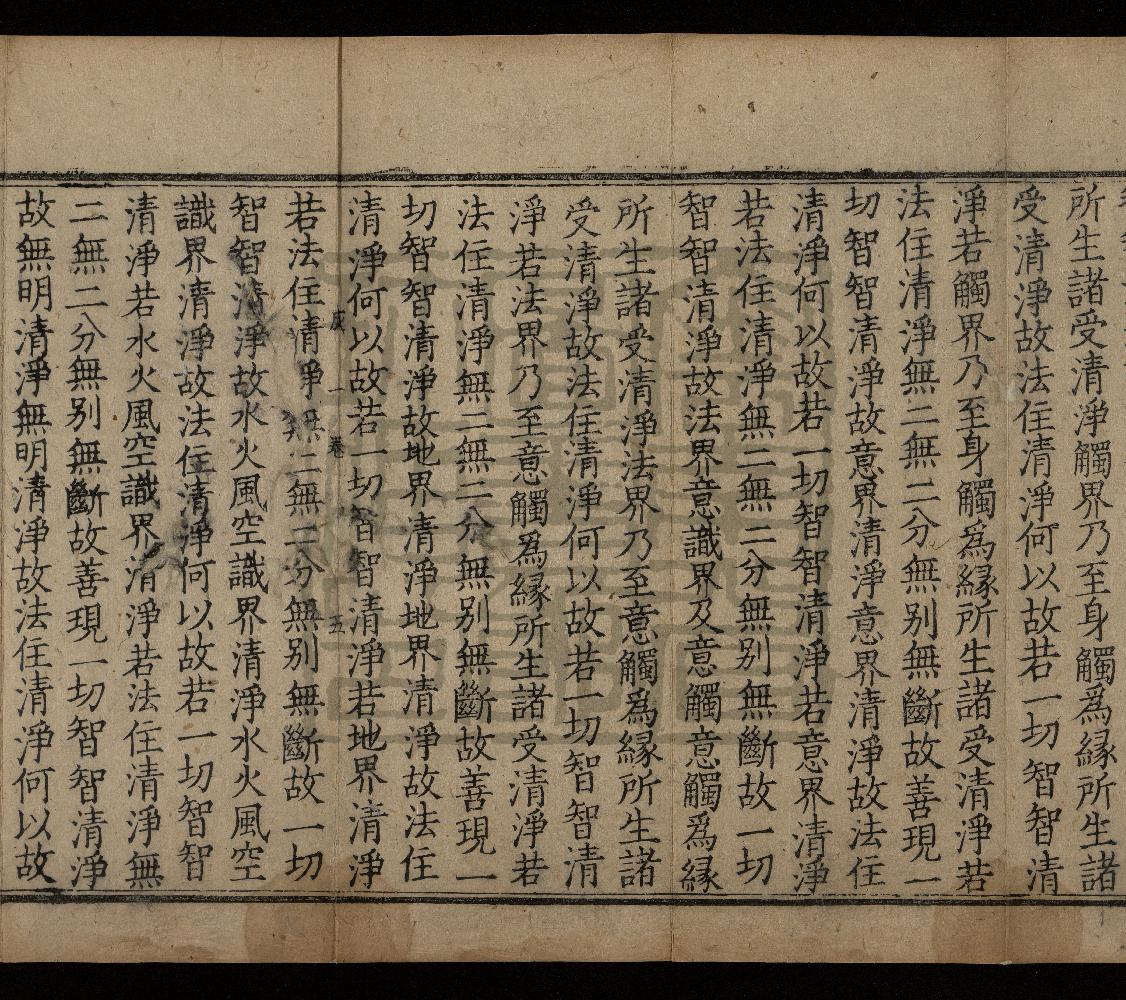 所生諸受清淨觸界乃至身觸爲緣所生諸
受清淨故法住清淨何以故若一切智智清
淨若觸界乃至身觸爲緣所生諸受清淨若
法住清淨無二無二分無别無斷故善現一
切智智清淨故意界清淨意界清淨故法住
清淨何以故若一切智智清淨若意界清淨
若法住清淨無二無二分無别無斷故一切
智智清淨故法界意識界及意觸意觸爲緣
所生諸受清淨法界乃至意觸爲緣所生諸
受清淨故法住清淨何以故若一切智智清
淨若法界乃至意觸爲緣所生諸受清淨若
法住清淨無二無二分無别無斷故善現一
切智智清淨故地界清淨地界清淨故法住
清淨何以故若一切智智清淨若地界清淨
一卷 五
若法住清淨無二無二分無别無斷故一切
智智清淨故水火風空識界清淨水火風空
識界清淨故法住清淨何以故若一切智智
清淨若水火風空識界清淨若法住清淨無
二無二分無别無斷故善現一切智智清淨
故無明清淨無明清淨故法住清淨何以故